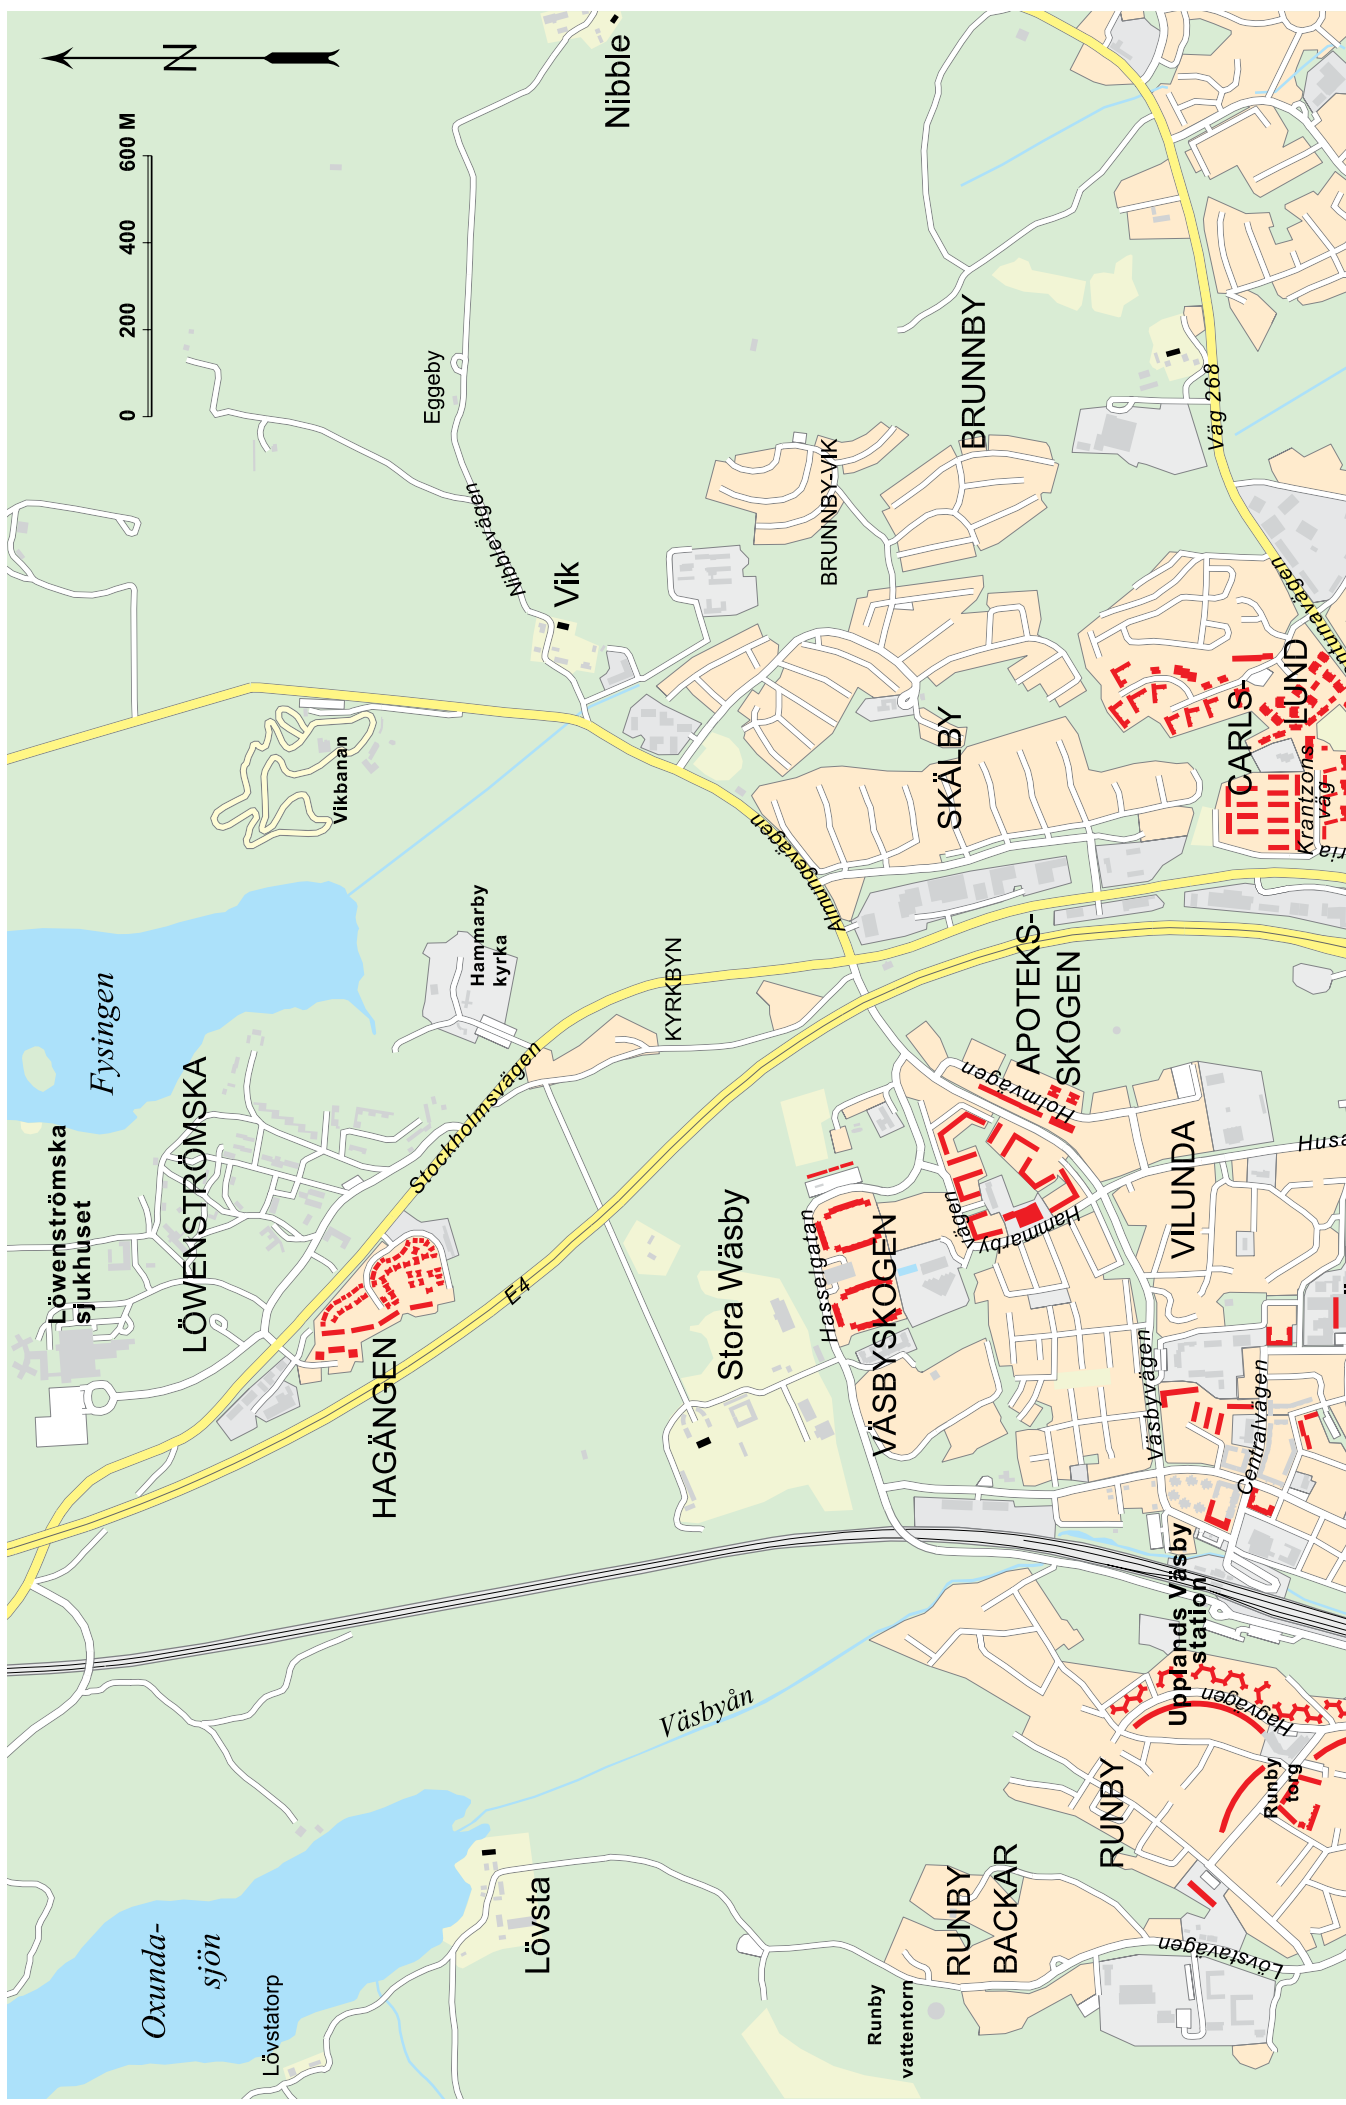 N
0 200 400 600 M
Nibble
Eggeby
Nibblevägen
Vik
Vikbanan
BRUNNBY-VIK
BRUNNBY
Väg 268
Fysingen
Hammarby
kyrka
KYRKBYN
Almungevägen
SKÄLBY
CARLS-
LUND
Krantzons
väg
Löwenströmska
sjukhuset
LÖWENSTRÖMSKA
Stockholmsvägen
HAGÄNGEN
E4
Stora Wäsby
Hasselgatan
VÄSBYSKOGEN
Hammarby
vägen
Holmvägen
APOTEKS-
SKOGEN
VILUNDA
Väsbyvägen
Centralvägen
Upplands Väsby
station
Oxunda-
sjön
Lövstatorp
Lövsta
Väsbyån
Runby
vattentorn
RUNBY
BACKAR
RUNBY
Hagvägen
Runby
torg
Lövstavägen